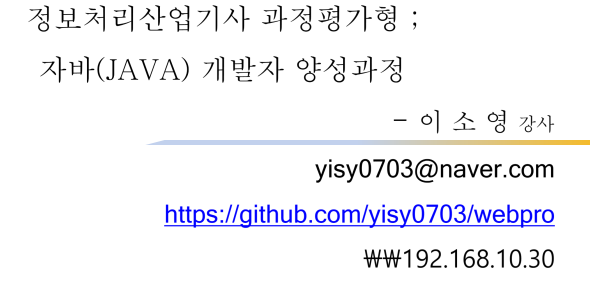 정보처리산업기사 과정평가형 ;
자바(JAVA) 개발자 양성과정
- 이 소 영 강사
yisy0703@naver.com
https://github.com/yisy0703/webpro
₩₩192.168.10.30